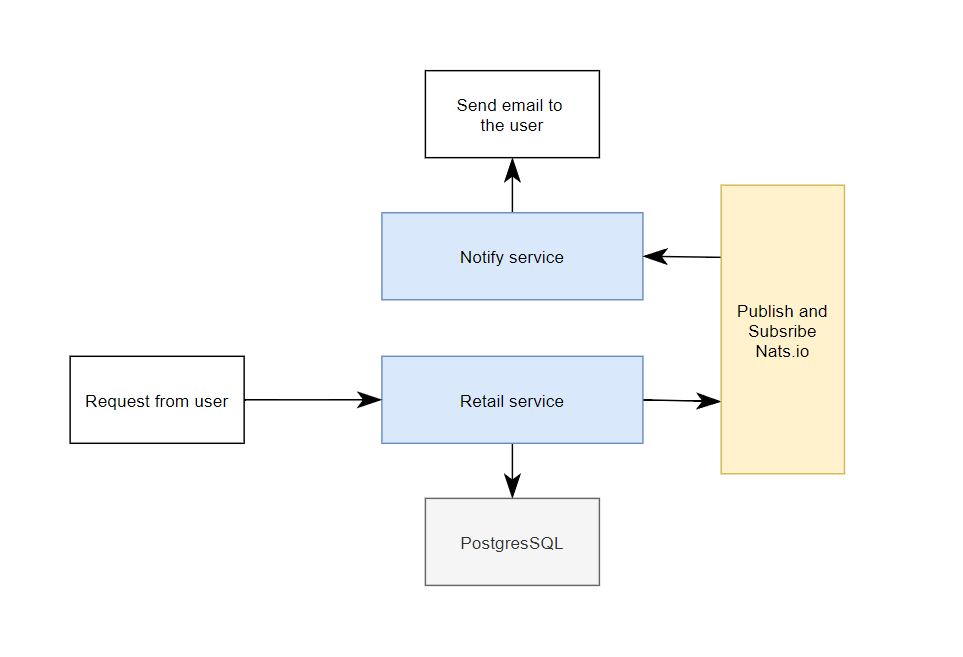 Send email to
the user
Notify service
Publish and
Subsribe
Nats.io
Request from user
Retail service
PostgresSQL